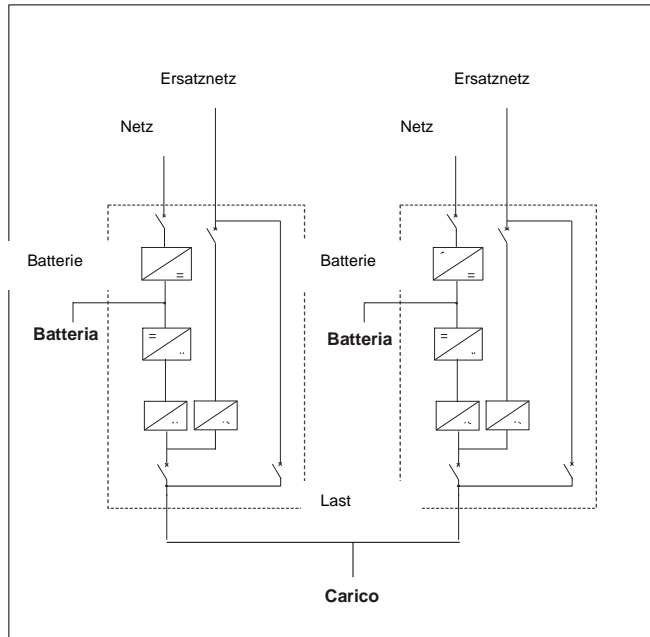 Ersatznetz
Ersatznetz
Netz
Netz
Batterie
Batterie
Batteria
Batteria
Last
Carico